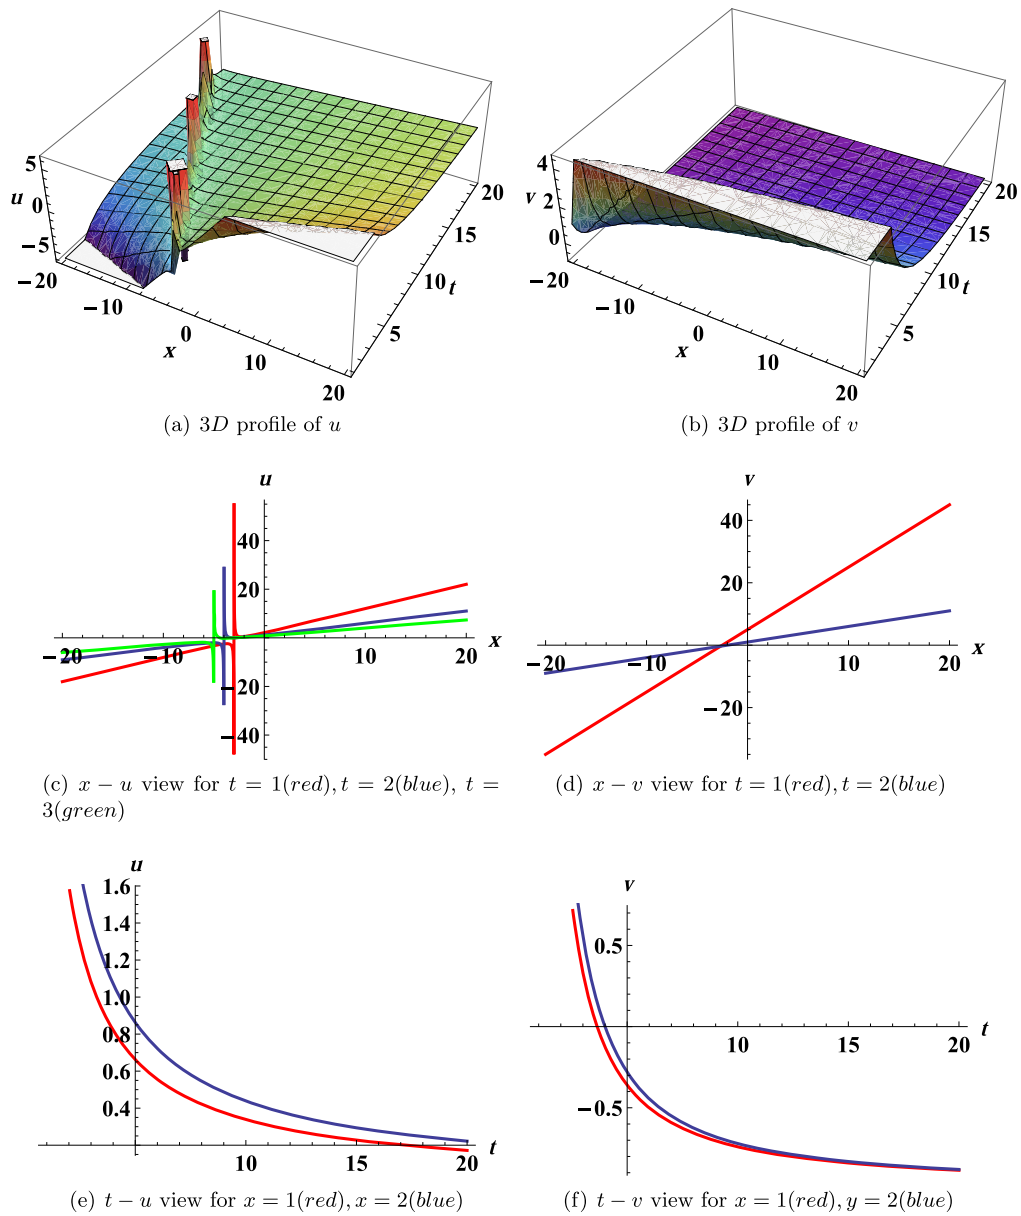 5
u 0
−5
−20
−10
0
x
10
20
5
10 t
15
20
(a) 3D profile of u
4
v 2
0
−20
−10
0
x
10
20
5
10 t
15
20
(b) 3D profile of v
u
−40
20
−20 −10 10 20 x
−20
−40
(c) x − u view for t = 1(red), t = 2(blue), t =
3(green)
v
40
20
−20 −10 10 20 x
−20
(d) x − v view for t = 1(red), t = 2(blue)
u
1.6
1.4
1.2
1.0
0.8
0.6
0.4
10 15 20 t
(e) t − u view for x = 1(red), x = 2(blue)
v
0.5
10 15 20 t
−0.5
(f) t − v view for x = 1(red), y = 2(blue)